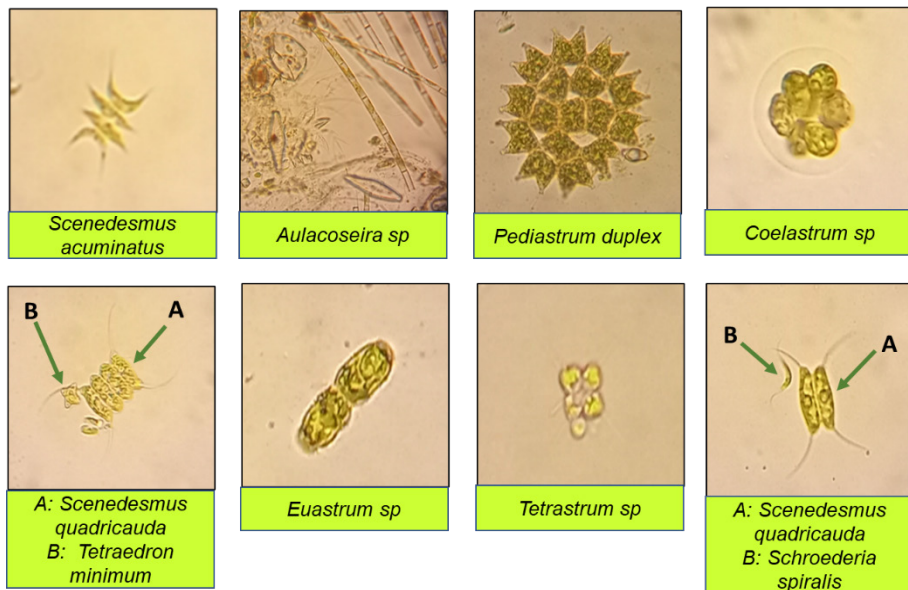 Scenedesmus
acuminatus
Aulacoseira sp
Pediastrum duplex
Coelastrum sp
B
A
B
A
A: Scenedesmus
quadricauda
B: Tetraedron
minimum
Euastrum sp
Tetrastrum sp
A: Scenedesmus
quadricauda
B: Schroederia
spiralis